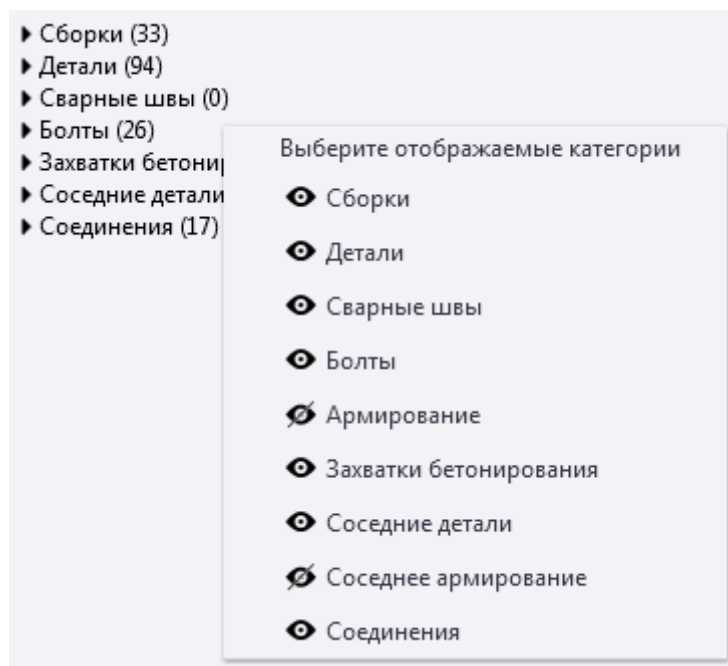 Сборки (33)
Детали (94)
Сварные швы (0)
Болты (26)
Захватки
Соседние детали
Соединения (17)
Выберите отображаемые категории
Сборки
Детали
Сварные швы
Болты
Армирование
Захватки бетонирования
Соседние детали
Соседнее армирование
Соединения